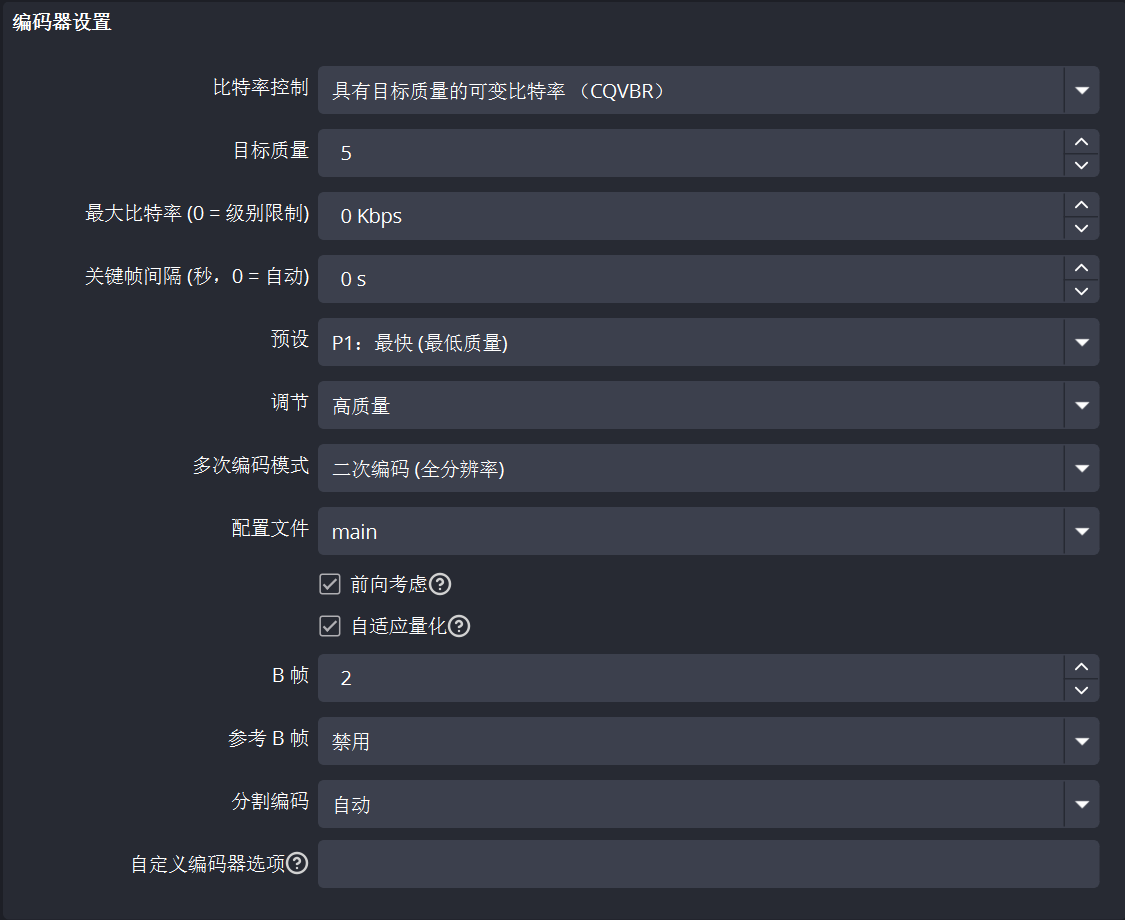 编码器设置
比特率控制 具有目标质量的可变比特率 （CQVBR）
目标质量 5
最大比特率 (0 = 级别限制) 0 Kbps
关键帧间隔 (秒，0 = 自动) 0 s
预设 P1：最快 (最低质量)
调节 高质量
多次编码模式 二次编码 (全分辨率)
配置文件 main
前向考虑?
自适应量化?
B 帧 2
参考 B 帧 禁用
分割编码 自动
自定义编码器选项?